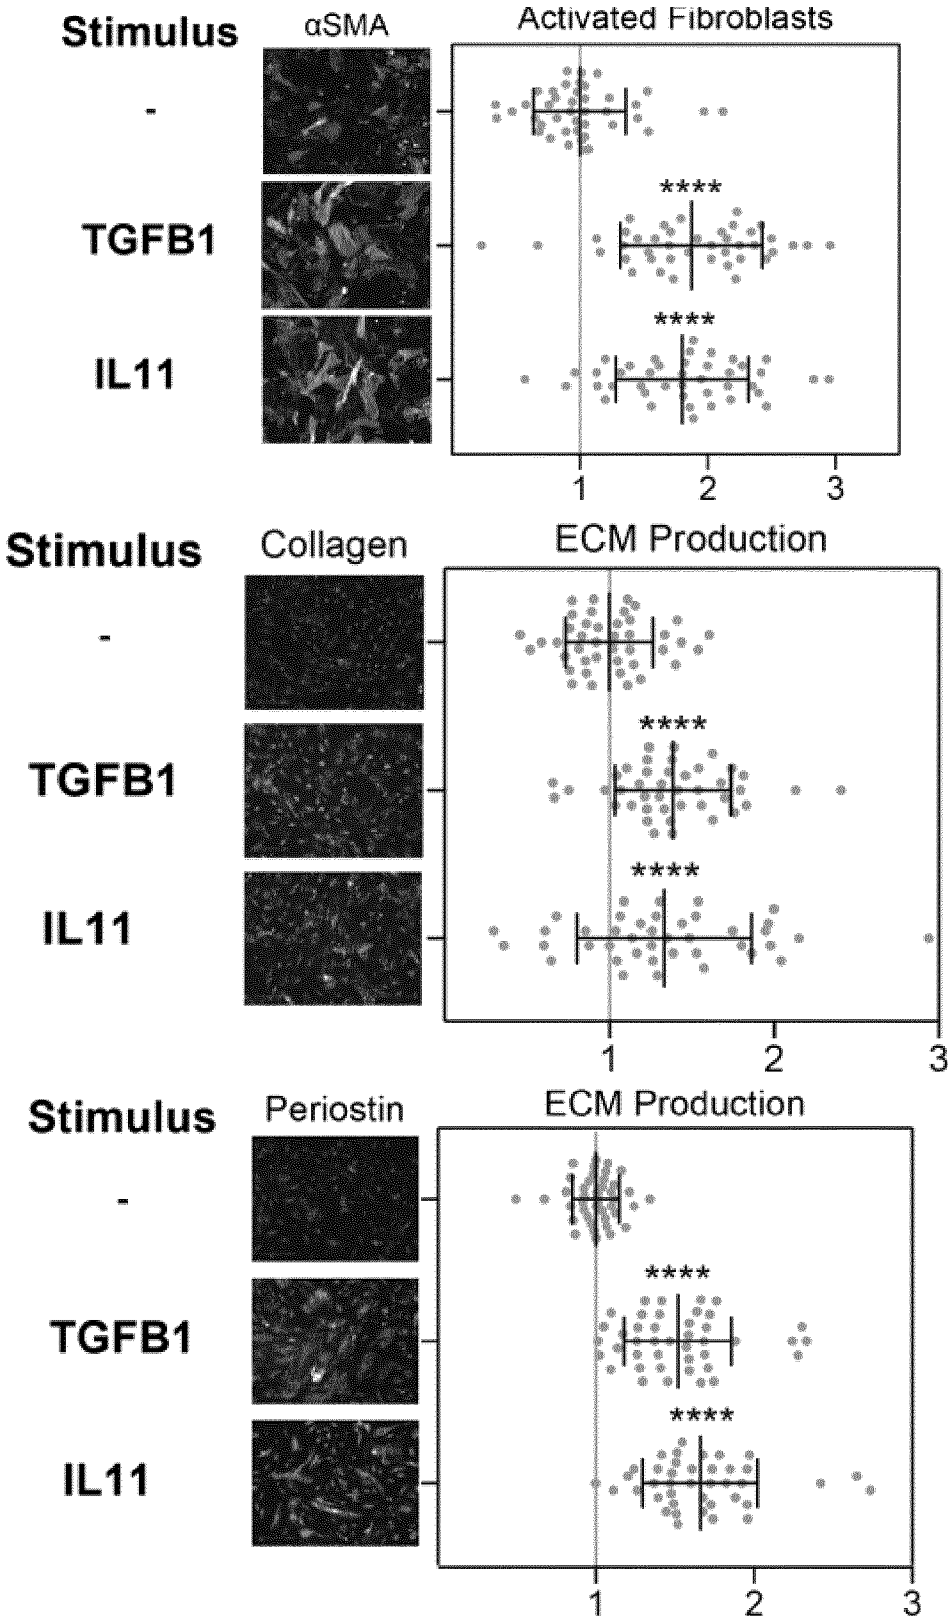 Stimulus αSMA Activated Fibroblasts
-
****
TGFB1
****
IL11
1 2 3
Stimulus Collagen ECM Production
-
****
TGFB1
****
IL11
1 2 3
Stimulus Periostin ECM Production
-
****
TGFB1
****
IL11
1 2 3